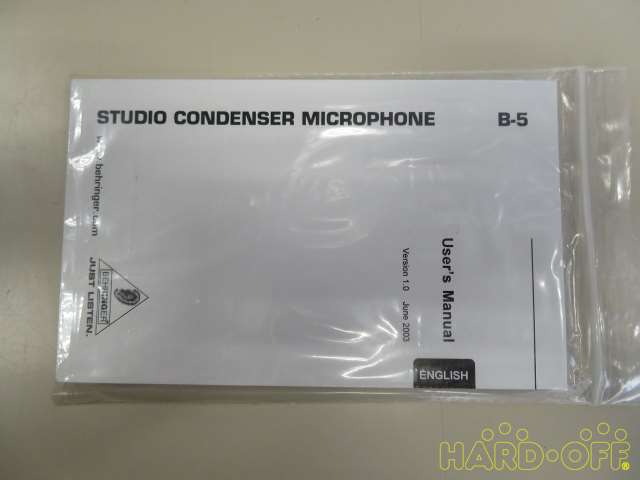 STUDIO CONDENSER MICROPHONE B-5
User's Manual
Version 1.0 June 2003
ENGLISH
behringer.com
BEHRINGER
JUST LISTEN.
HARD-OFF